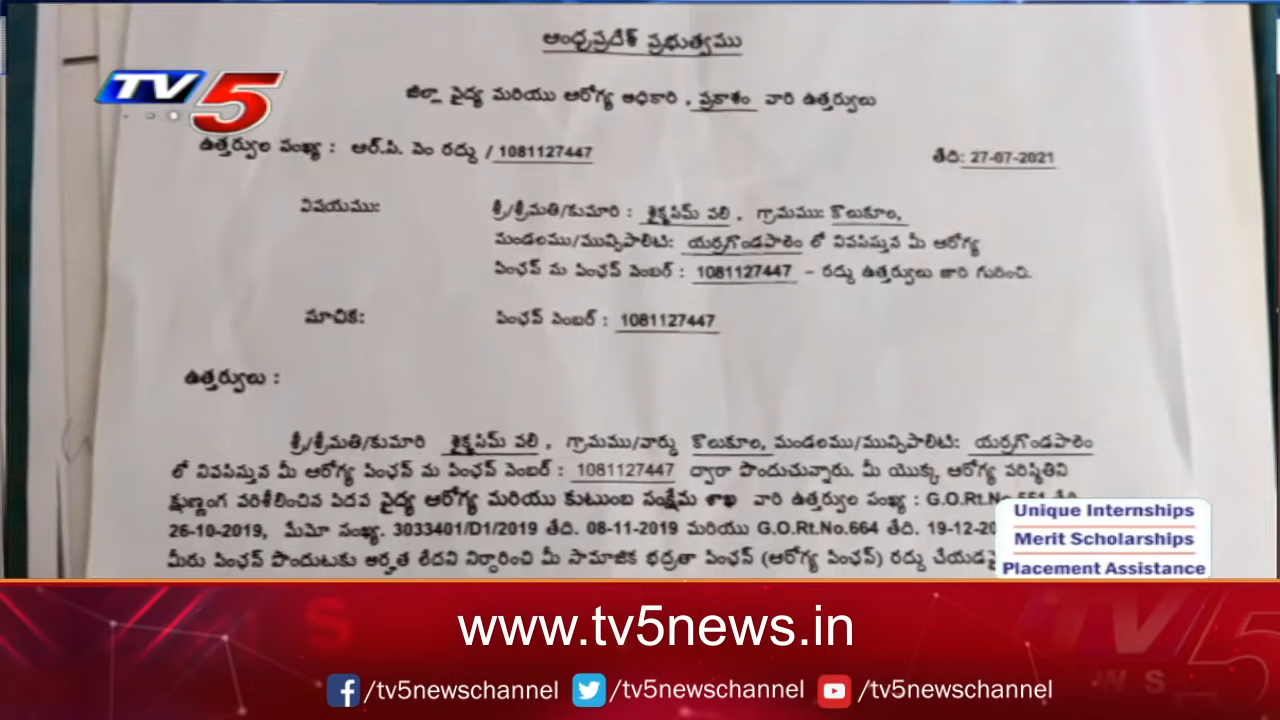 ఆంధ్రప్రదేశ్ ప్రభుత్వము
TV5
జిల్లా వైద్య మరియు ఆరోగ్య అధికారి , ప్రకాశం వారి ఉత్తర్వులు
ఉత్తర్వుల సంఖ్య : ఆర్.సి. నెం రద్దు / 1081127447
తేది: 27-07-2021
విషయము:
శ్రీ/శ్రీమతి/కుమారి : వలి , గ్రామము: కొలుకూల,
మండలము/మున్సిపాలిటి: యర్రగొండపాలెం లో నివసిస్తున మీ ఆరోగ్య
పింఛన్ మ పింఛన్ నెంబర్ : 1081127447 – రద్దు ఉత్తర్వులు జారి గురించి.
సూచిక:
పింఛన్ నెంబర్ : 1081127447
ఉత్తర్వులు :
శ్రీ/శ్రీమతి/కుమారి వలి , గ్రామము/వార్డు కొలుకూల, మండలము/మున్సిపాలిటి: యర్రగొండపాలెం
లో నివసిస్తున మీ ఆరోగ్య పింఛన్ మ పింఛన్ నెంబర్ : 1081127447 ద్వారా పొందుచున్నారు. మీ యొక్క ఆరోగ్య పరిస్థితిని
క్షుణ్ణంగ పరిశీలించిన పిదప వైద్య ఆరోగ్య మరియు కుటుంబ సంక్షేమ శాఖ వారి ఉత్తర్వుల సంఖ్య : G.O.Rt.No.551 తేది.
26-10-2019, మేమో సంఖ్య. 3033401/D1/2019 తేది. 08-11-2019 మరియు G.O.Rt.No.664 తేది. 19-12-20
మీరు పింఛన్ పొందుటకు అర్హత లేదని నిర్ధారించి మీ సామాజిక భద్రతా పింఛన్ (ఆరోగ్య పింఛన్) రద్దు చేయడమై
Unique Internships
Merit Scholarships
Placement Assistance
www.tv5news.in
/tv5newschannel /tv5newschannel /tv5newschannel